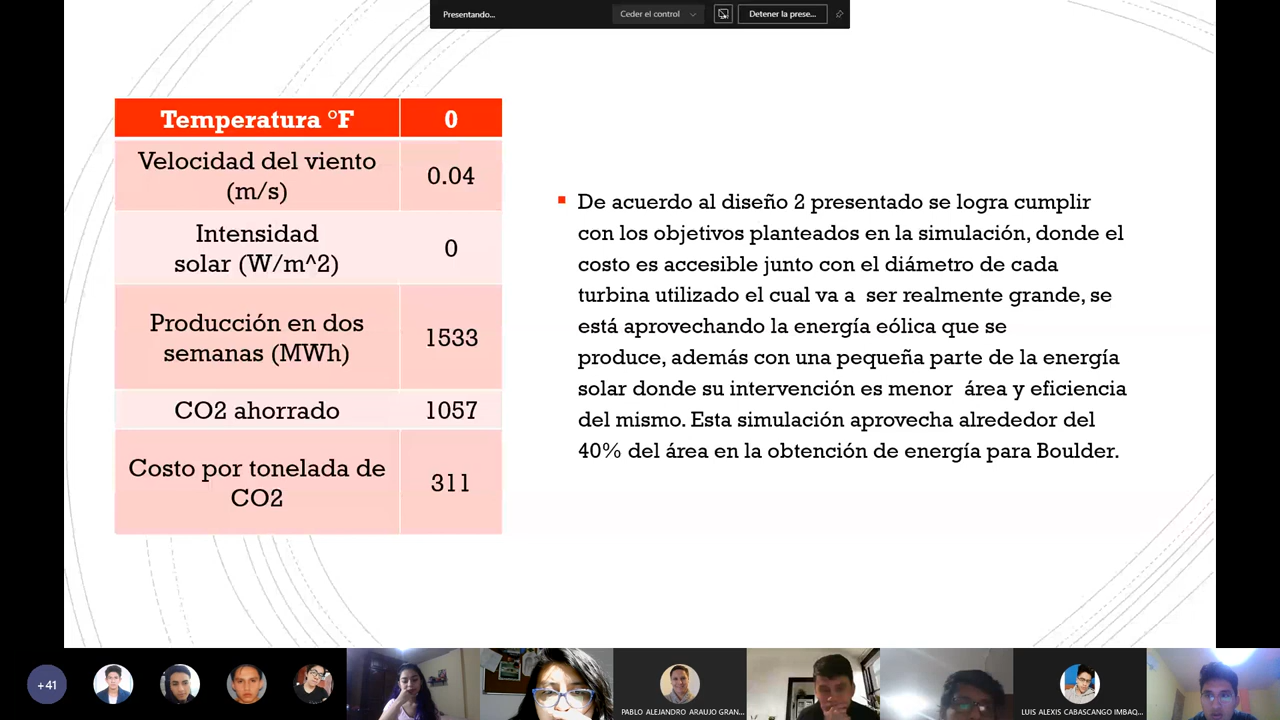 Presentando...
Ceder el control
Detener la prese...
Temperatura °F
0
Velocidad del viento
(m/s)
0.04
Intensidad
solar (W/m^2)
0
Producción en dos
semanas (MWh)
1533
CO2 ahorrado
1057
Costo por tonelada de
CO2
311
De acuerdo al diseño 2 presentado se logra cumplir
con los objetivos planteados en la simulación, donde el
costo es accesible junto con el diámetro de cada
turbina utilizado el cual va a ser realmente grande, se
está aprovechando la energía eólica que se
produce, además con una pequeña parte de la energía
solar donde su intervención es menor área y eficiencia
del mismo. Esta simulación aprovecha alrededor del
40% del área en la obtención de energía para Boulder.
+41
PABLO ALEJANDRO ARAUJO GRAN...
LUIS ALEXIS CABASCANGO IMBAQ...